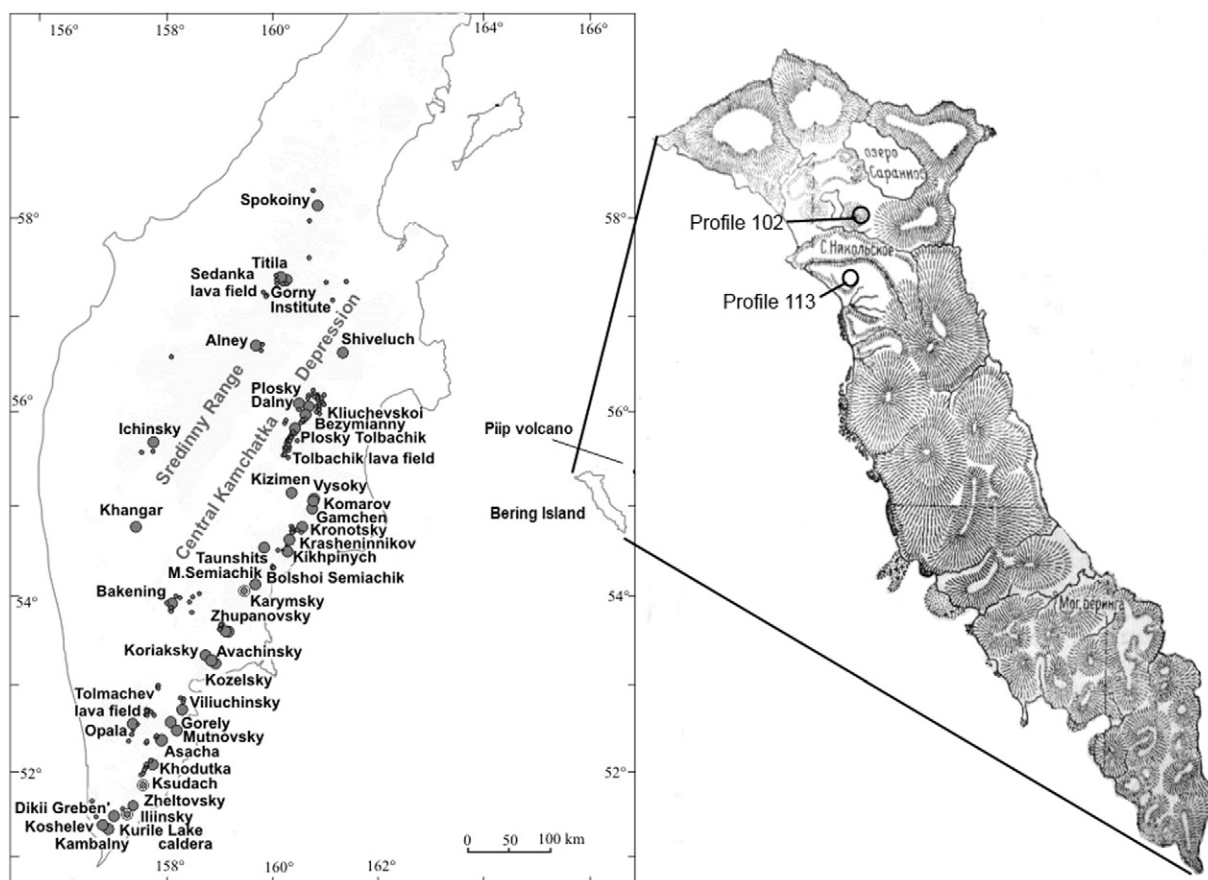 156°
158°
160°
164°
166°
58°
56°
54°
52°
Spokoiny
Titila
Sedanka
lava field
Gorny
Institute
Alney
Shiveluch
Sredinny Range
Central Kamchatka Depression
Plosky
Dalny
Kliuchevskoi
Bezymianny
Plosky Tolbachik
Tolbachik lava field
Ichinsky
Kizimen
Vysoky
Komarov
Gamchen
Khangar
Kronotsky
Krasheninnikov
Kikhpinych
Taunshits
M.Semiachik
Bolshoi Semiachik
Bakening
Karymsky
Zhupanovsky
Koriaksky
Avachinsky
Kozelsky
Tolmachev
lava field
Viliuchinsky
Opala
Gorely
Mutnovsky
Asacha
Khodutka
Ksudach
Zheltovsky
Dikii Greben'
Iliinsky
Koshelev
Kurile Lake
caldera
Kambalny
0 50 100 km
158°
160°
162°
58°
56°
54°
52°
Piip volcano
Bering Island
озеро
Саранное
Profile 102
с. Никольское
Profile 113
Мог. Беринга